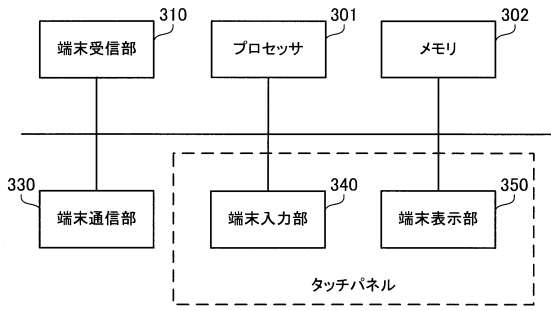 310
端末受信部
301
プロセッサ
302
メモリ
330
端末通信部
340
端末入力部
350
端末表示部
タッチパネル